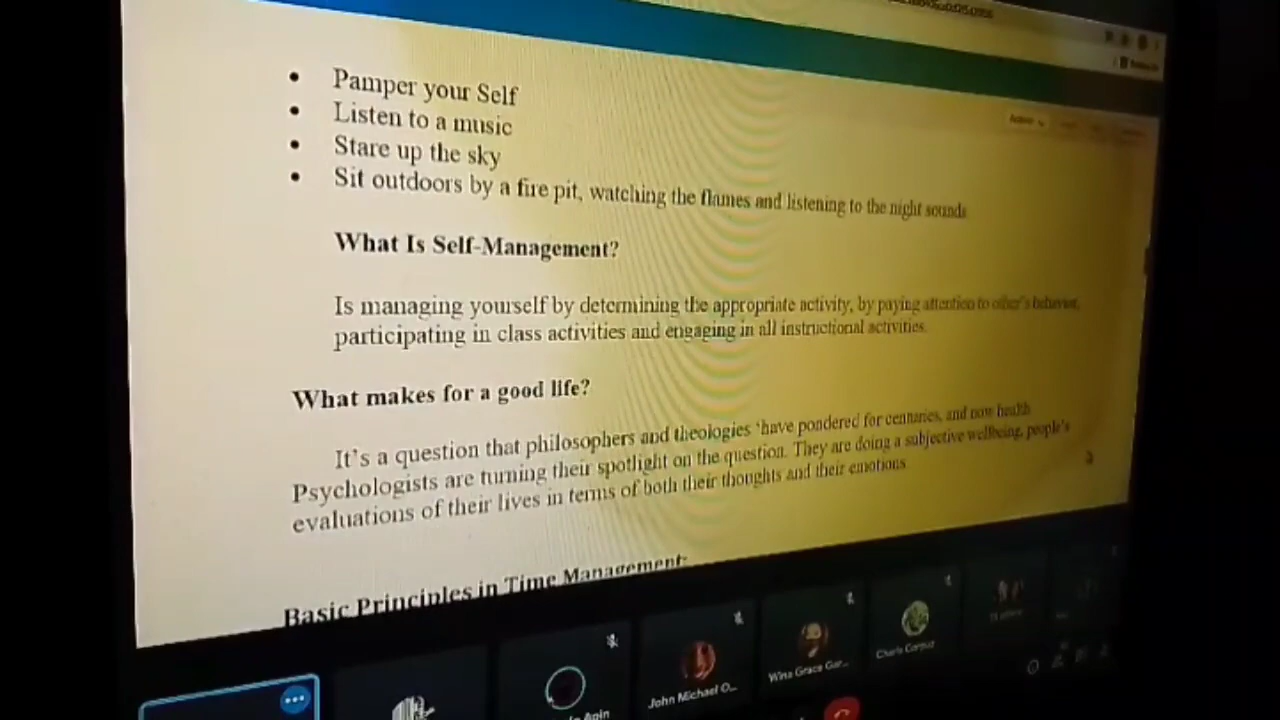 • Pamper your Self
• Listen to a music
• Stare up the sky
• Sit outdoors by a fire pit, watching the flames and listening to the night sounds
What Is Self-Management?
Is managing yourself by determining the appropriate activity, by paying attention to other's behavior,
participating in class activities and engaging in all instructional activities.
What makes for a good life?
It's a question that philosophers and theologies 'have pondered for centuries, and now health
Psychologists are turning their spotlight on the question. They are doing a subjective wellbeing, people's
evaluations of their lives in terms of both their thoughts and their emotions
Basic Principles in Time Management:
John Michael O...
Wina Grace Gar...